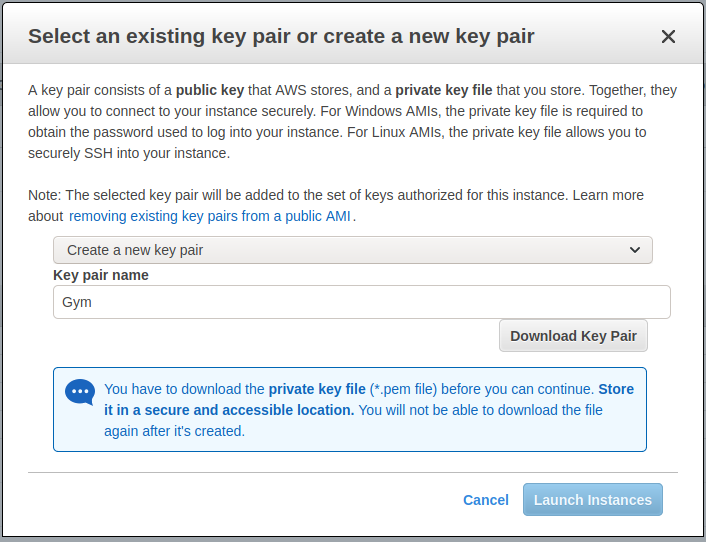 Select an existing key pair or create a new key pair
A key pair consists of a public key that AWS stores, and a private key file that you store. Together, they
allow you to connect to your instance securely. For Windows AMIs, the private key file is required to
obtain the password used to log into your instance. For Linux AMIs, the private key file allows you to
securely SSH into your instance.
Note: The selected key pair will be added to the set of keys authorized for this instance. Learn more
about removing existing key pairs from a public AMI.
Create a new key pair
Key pair name
Gym
Download Key Pair
You have to download the private key file (*.pem file) before you can continue. Store
it in a secure and accessible location. You will not be able to download the file
again after it's created.
Cancel
Launch Instances